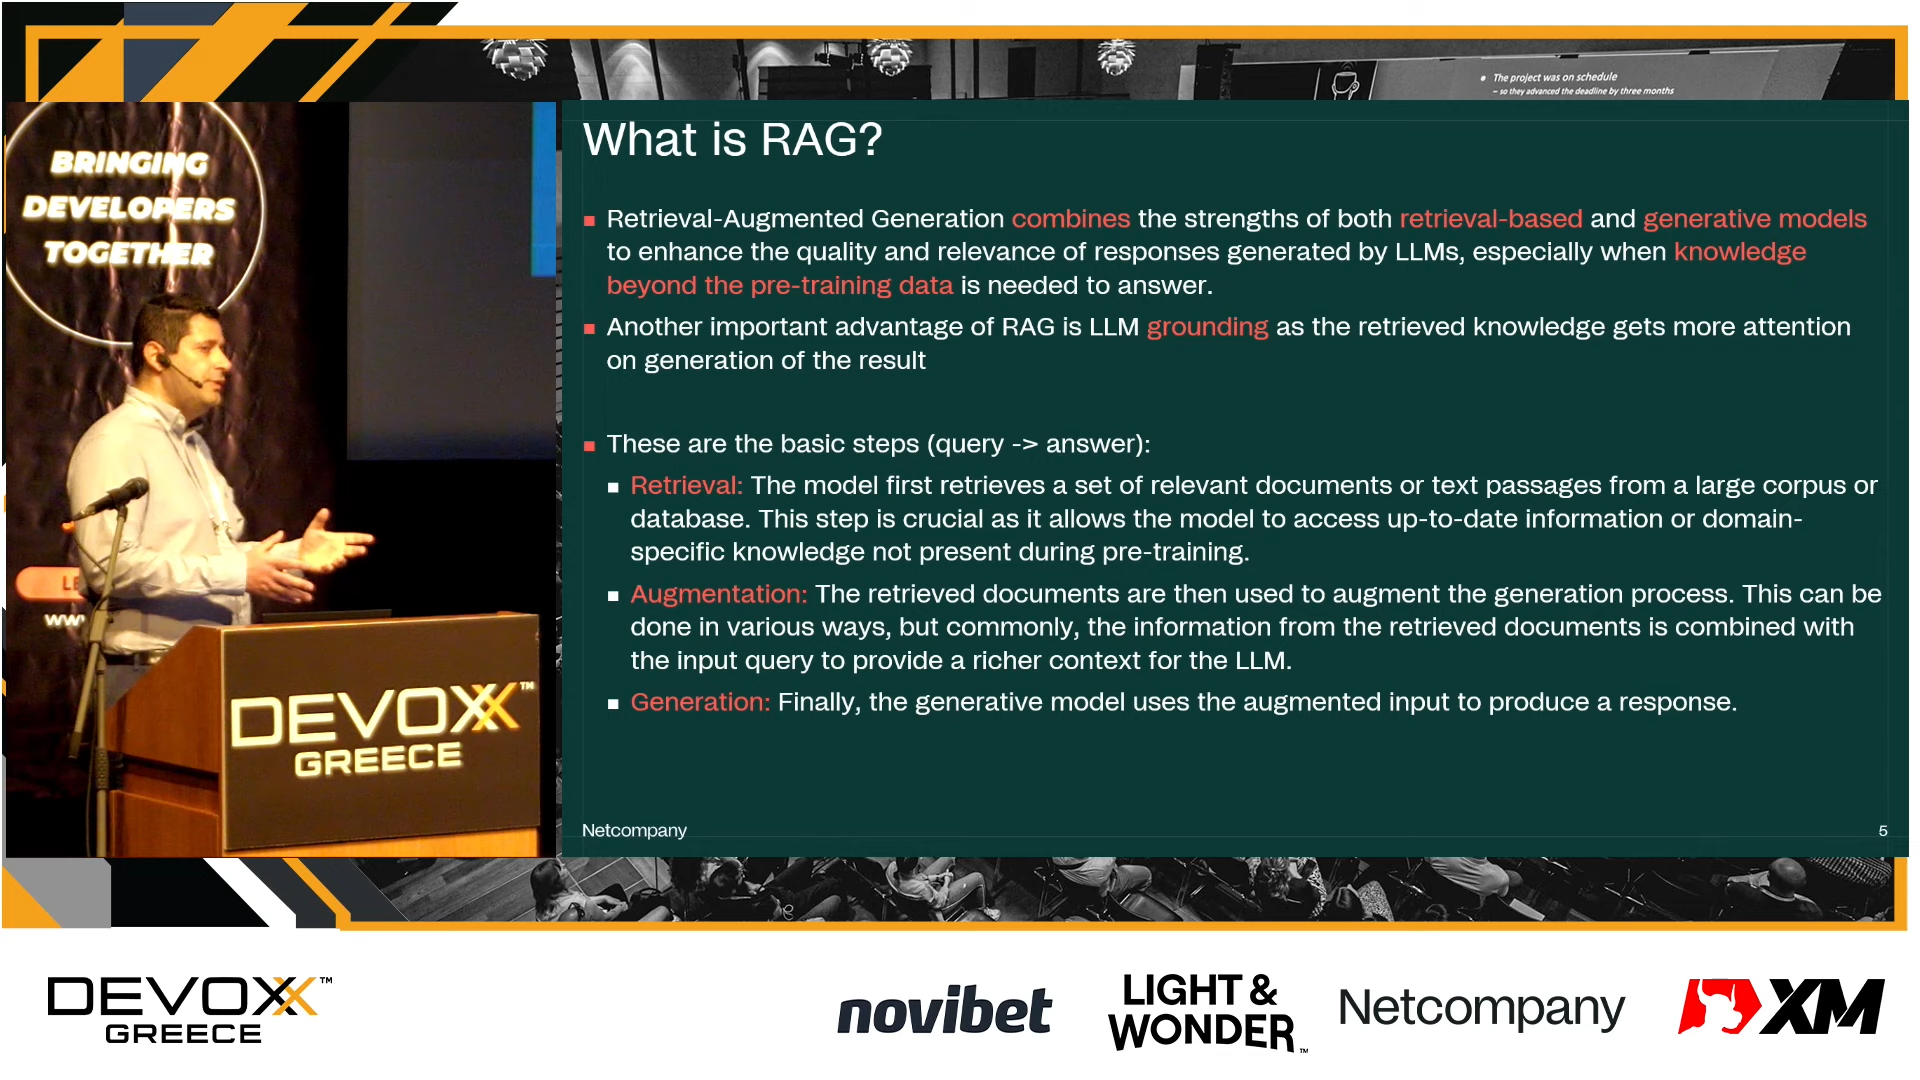 The project was on schedule
– so they advanced the deadline by three months
BRINGING
DEVELOPERS
TOGETHER
DEVOXX™
GREECE
What is RAG?
Retrieval-Augmented Generation combines the strengths of both retrieval-based and generative models
to enhance the quality and relevance of responses generated by LLMs, especially when knowledge
beyond the pre-training data is needed to answer.
Another important advantage of RAG is LLM grounding as the retrieved knowledge gets more attention
on generation of the result
These are the basic steps (query -> answer):
Retrieval: The model first retrieves a set of relevant documents or text passages from a large corpus or
database. This step is crucial as it allows the model to access up-to-date information or domain-
specific knowledge not present during pre-training.
Augmentation: The retrieved documents are then used to augment the generation process. This can be
done in various ways, but commonly, the information from the retrieved documents is combined with
the input query to provide a richer context for the LLM.
Generation: Finally, the generative model uses the augmented input to produce a response.
Netcompany
5
DEVOXX™
GREECE
novibet
LIGHT &
WONDER™
Netcompany
XM